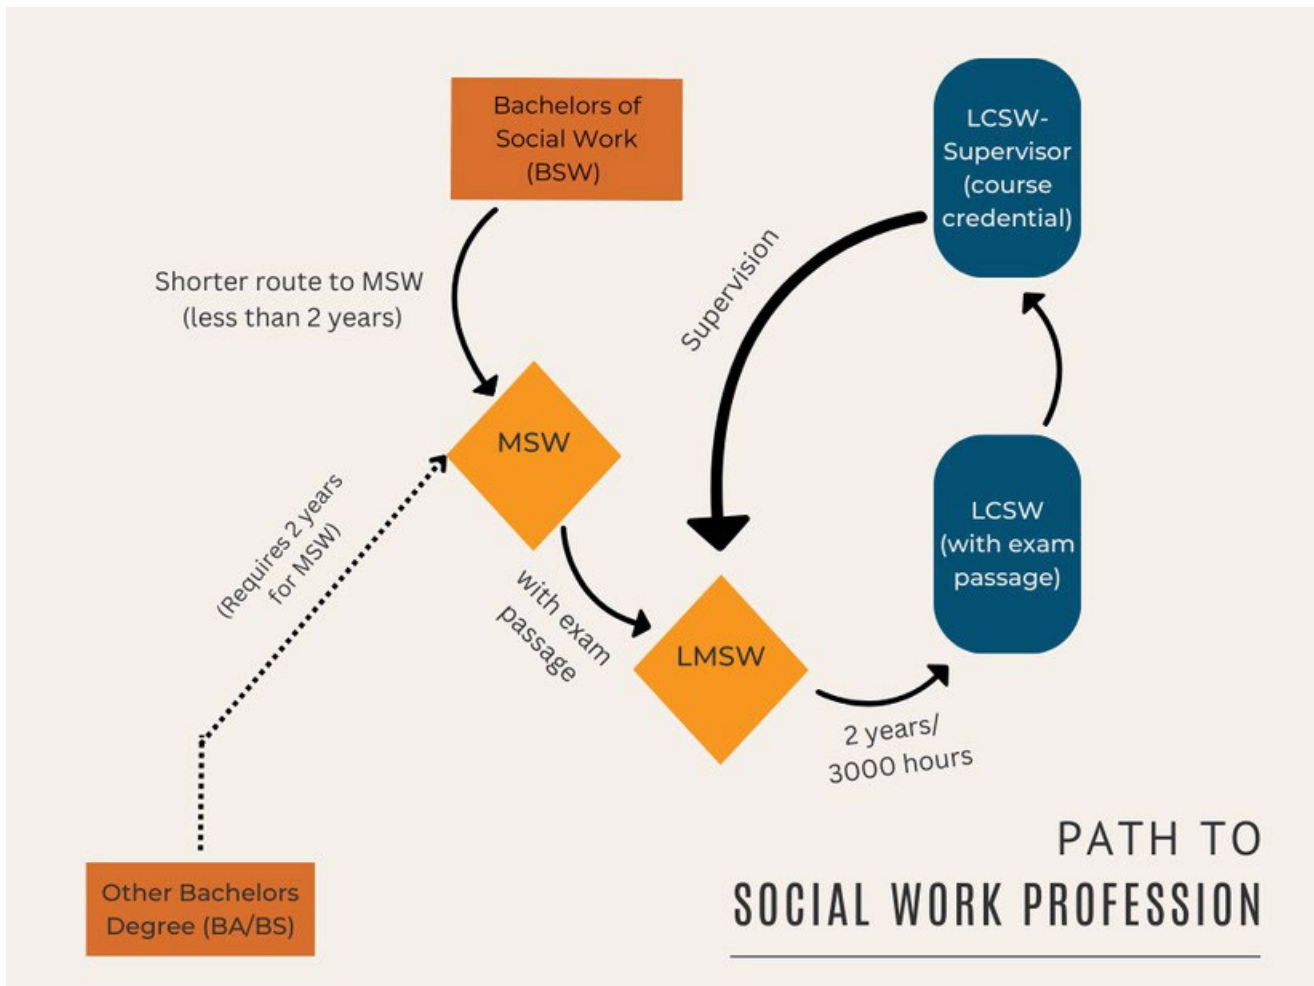 Bachelors of
Social Work
(BSW)
LCSW-
Supervisor
(course
credential)
Shorter route to MSW
(less than 2 years)
Supervision
MSW
(Requires 2 years
for MSW)
with exam
passage
LMSW
LCSW
(with exam
passage)
2 years/
3000 hours
Other Bachelors
Degree (BA/BS)
PATH TO
SOCIAL WORK PROFESSION